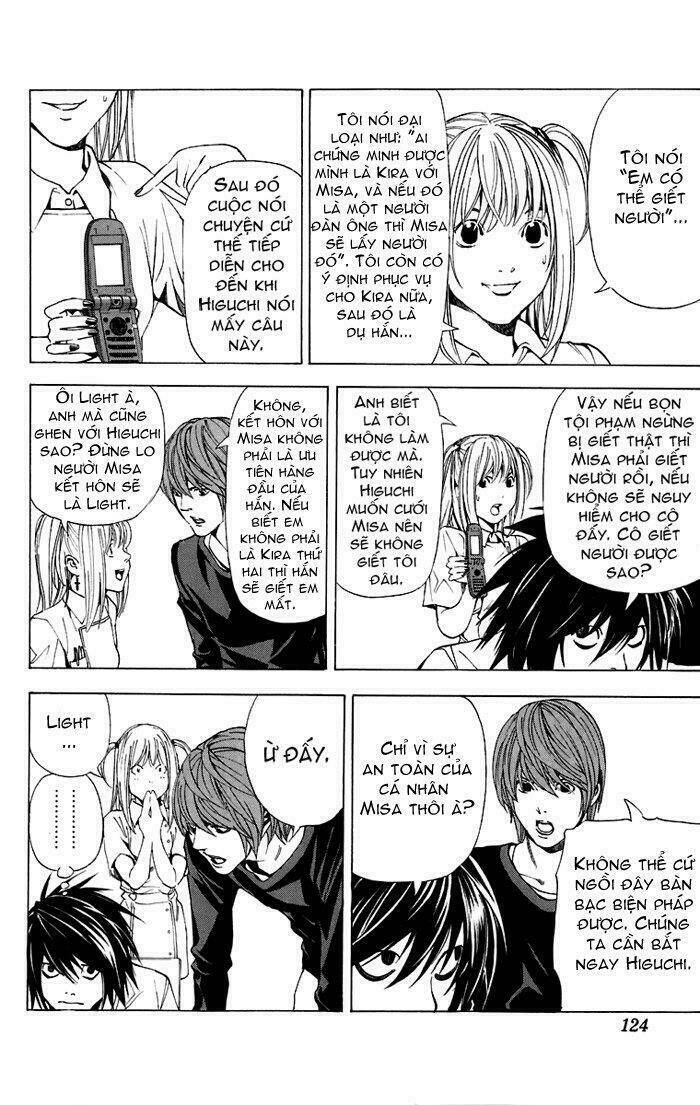 TÔI NÓI
"EM CÓ
THỂ GIẾT
NGƯỜI"...
TÔI NÓI ĐẠI
LOẠI NHƯ: "AI
CHỨNG MINH ĐƯỢC
MÌNH LÀ KIRA VỚI
MISA, VÀ NẾU ĐÓ
LÀ MỘT NGƯỜI
ĐÀN ÔNG THÌ MISA
SẼ LẤY NGƯỜI
ĐÓ". TÔI CÒN CÓ
Ý ĐỊNH PHỤC VỤ
CHO KIRA NỮA,
SAU ĐÓ LÀ
DỤ HẮN...
SAU ĐÓ
CUỘC NÓI
CHUYỆN CỨ
THẾ TIẾP
DIỄN CHO
ĐẾN KHI
HIGUCHI NÓI
MẤY CÂU
NÀY.
VẬY NẾU BỌN
TỘI PHẠM NGỪNG
BỊ GIẾT THẬT THÌ
MISA PHẢI GIẾT
NGƯỜI RỒI, NẾU
KHÔNG SẼ NGUY
HIỂM CHO CÔ
ĐẤY. CÔ GIẾT
NGƯỜI ĐƯỢC
SAO?
ANH BIẾT
LÀ TÔI
KHÔNG LÀM
ĐƯỢC MÀ.
TUY NHIÊN
HIGUCHI
MUỐN CƯỚI
MISA NÊN
SẼ KHÔNG
GIẾT TÔI
ĐÂU.
KHÔNG,
KẾT HÔN VỚI
MISA KHÔNG
PHẢI LÀ ƯU
TIÊN HÀNG
ĐẦU CỦA
HẮN. NẾU
BIẾT EM
KHÔNG PHẢI
LÀ KIRA THỨ
HAI THÌ HẮN
SẼ GIẾT EM
MẤT.
ÔI LIGHT À,
ANH MÀ CŨNG
GHEN VỚI HIGUCHI
SAO? ĐỪNG LO
NGƯỜI MISA
KẾT HÔN SẼ
LÀ LIGHT.
KHÔNG THỂ CỨ
NGỒI ĐÂY BÀN
BẠC BIỆN PHÁP
ĐƯỢC. CHÚNG
TA CẦN BẮT
NGAY HIGUCHI.
CHỈ VÌ SỰ
AN TOÀN CỦA
CÁ NHÂN
MISA THÔI À?
Ừ ĐẤY.
LIGHT
...
........
........
124